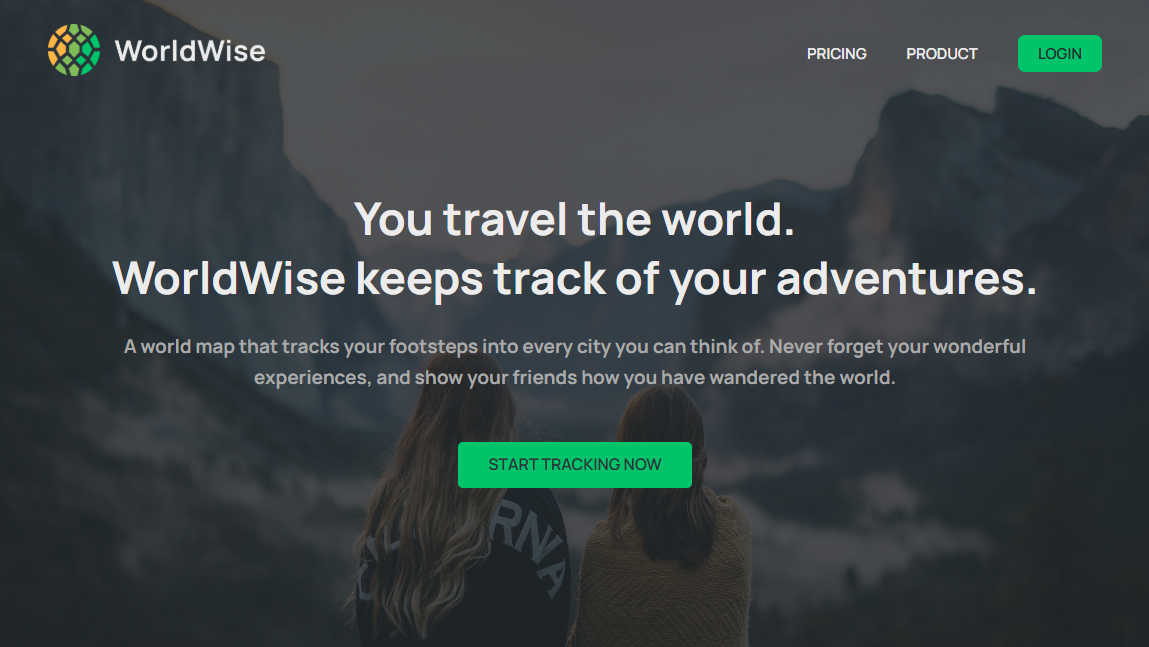 WorldWise
PRICING
PRODUCT
LOGIN
You travel the world.
WorldWise keeps track of your adventures.
A world map that tracks your footsteps into every city you can think of. Never forget your wonderful
experiences, and show your friends how you have wandered the world.
START TRACKING NOW
RNIA